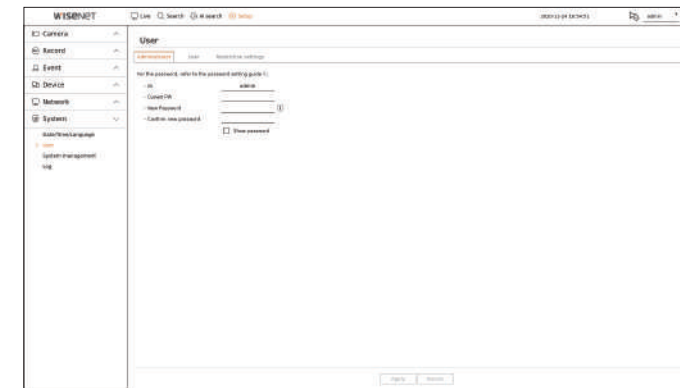 WISENET
Live Search AI search Setup
admin
Camera
Record
Event
Device
Network
System
Date/Time/Language
User
System management
Log
User
Administrator User Restriction settings
For the password, refer to the password setting guide
- ID admin
- Current PW
- New Password
- Confirm new password
Show password
Apply Revert